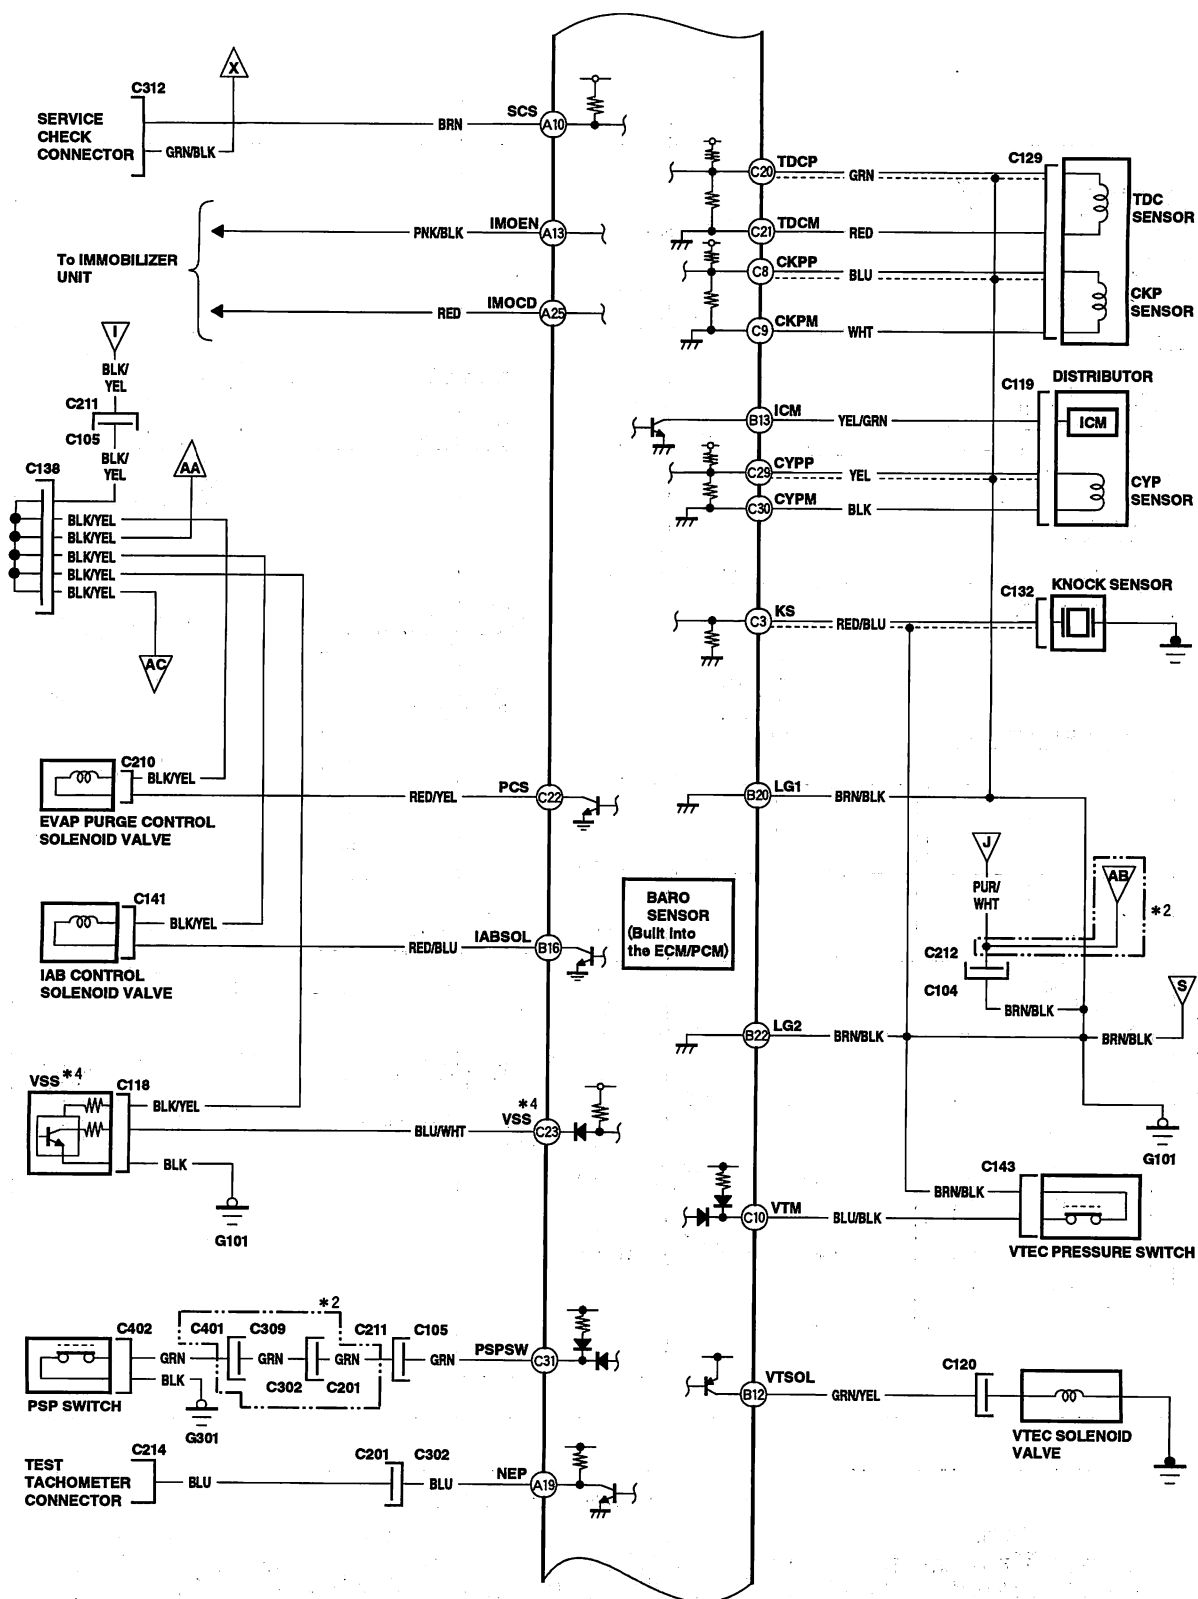 X
C312
SERVICE
CHECK
CONNECTOR
BRN
GRN/BLK
SCS
A10
To IMMOBILIZER
UNIT
PNK/BLK
IMOEN
A13
RED
IMOCD
A25
I
BLK/
YEL
C211
C105
BLK/
YEL
C138
AA
BLK/YEL
BLK/YEL
BLK/YEL
BLK/YEL
BLK/YEL
AC
C210
BLK/YEL
RED/YEL
PCS
C22
EVAP PURGE CONTROL
SOLENOID VALVE
C141
BLK/YEL
RED/BLU
IABSOL
B16
IAB CONTROL
SOLENOID VALVE
VSS *4
C118
BLK/YEL
BLU/WHT
*4
VSS
C23
BLK
G101
*2
C402
C401
C309
C211
C105
GRN
GRN
GRN
GRN
PSPSW
C31
BLK
C302
C201
PSP SWITCH
G301
TEST
TACHOMETER
CONNECTOR
C214
BLU
C201
C302
BLU
NEP
A19
TDCP
C20
GRN
C129
TDC
SENSOR
TDCM
C21
RED
CKPP
C8
BLU
CKP
SENSOR
CKPM
C9
WHT
DISTRIBUTOR
C119
ICM
B13
YEL/GRN
ICM
CYPP
C29
YEL
CYP
SENSOR
CYPM
C30
BLK
KNOCK SENSOR
C132
KS
C3
RED/BLU
LG1
B20
BRN/BLK
J
PUR/
WHT
AB
*2
BARO
SENSOR
(Built into
the ECM/PCM)
C212
C104
BRN/BLK
S
LG2
B22
BRN/BLK
BRN/BLK
G101
C143
BRN/BLK
VTM
C10
BLU/BLK
VTEC PRESSURE SWITCH
VTSOL
B12
GRN/YEL
C120
VTEC SOLENOID
VALVE